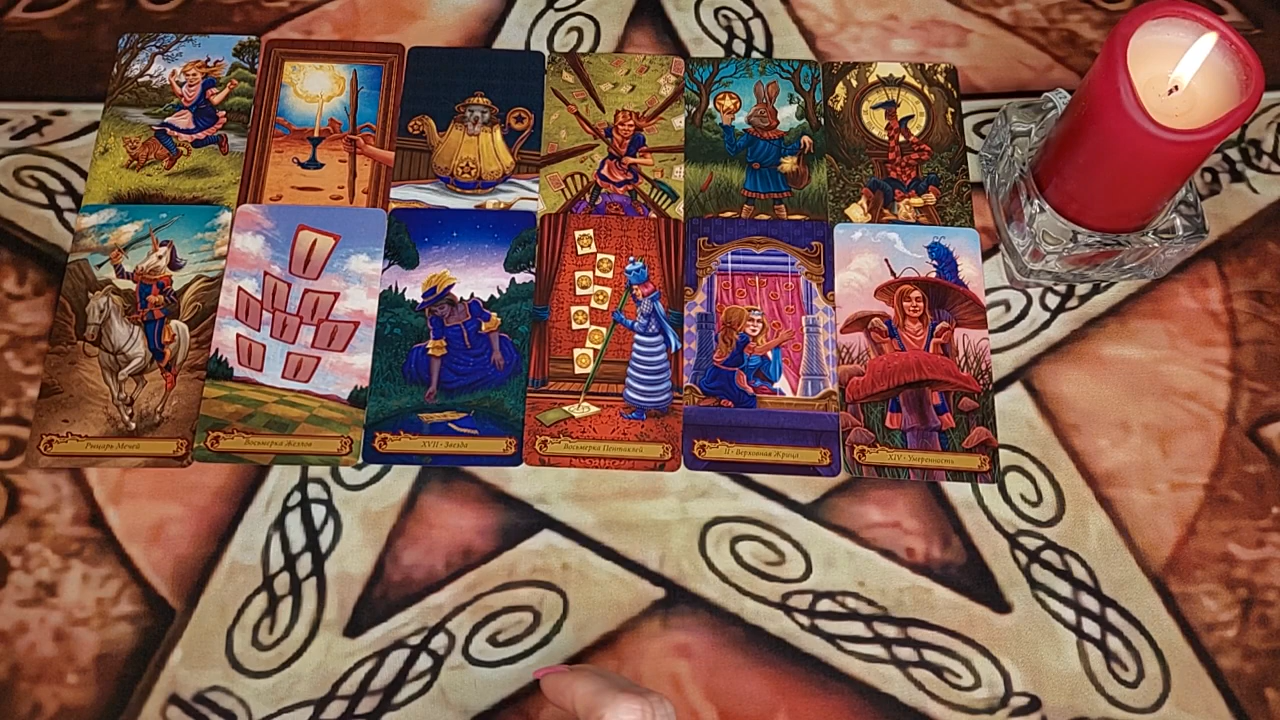 Рыцарь Мечей
Восьмерка Жезлов
XVII • Звезда
Восьмерка Пентаклей
II • Верховная Жрица
XIV • Умеренность